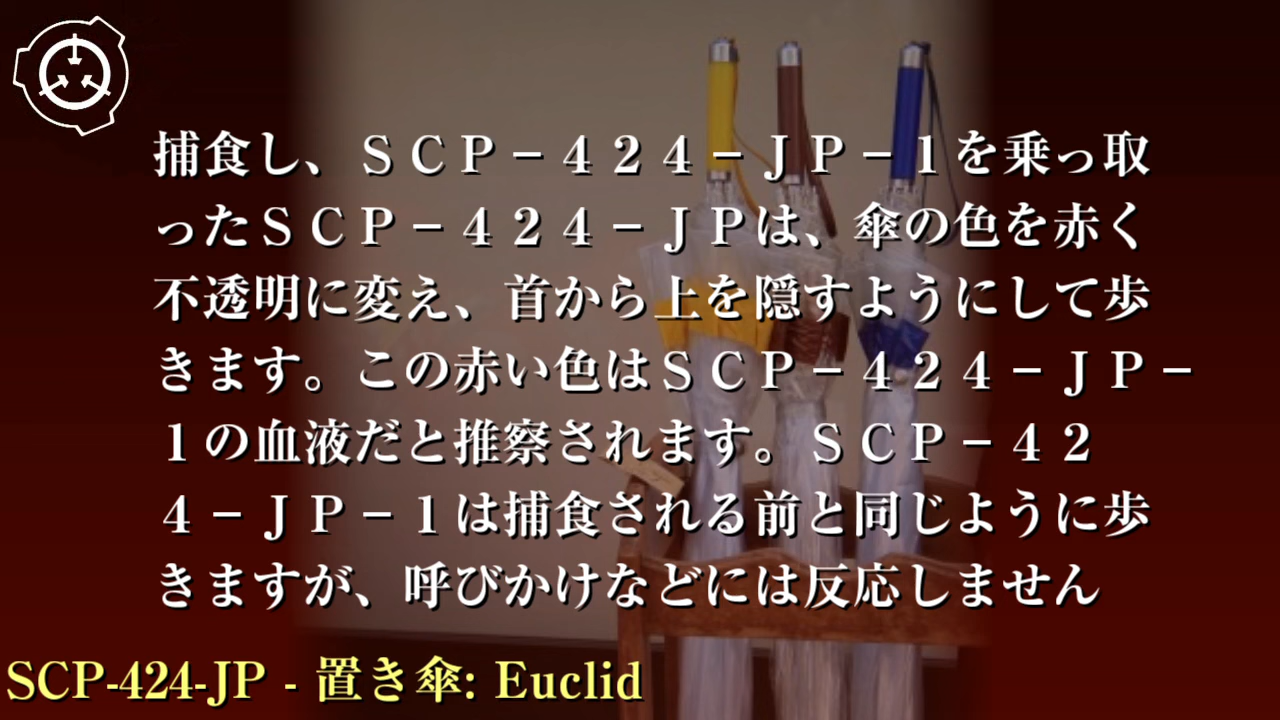 捕食し、ＳＣＰ－４２４－ＪＰ－１を乗っ取
ったＳＣＰ－４２４－ＪＰは、傘の色を赤く
不透明に変え、首から上を隠すようにして歩
きます。この赤い色はＳＣＰ－４２４－ＪＰ－
１の血液だと推察されます。ＳＣＰ－４２
４－ＪＰ－１は捕食される前と同じように歩
きますが、呼びかけなどには反応しません
SCP-424-JP - 置き傘: Euclid